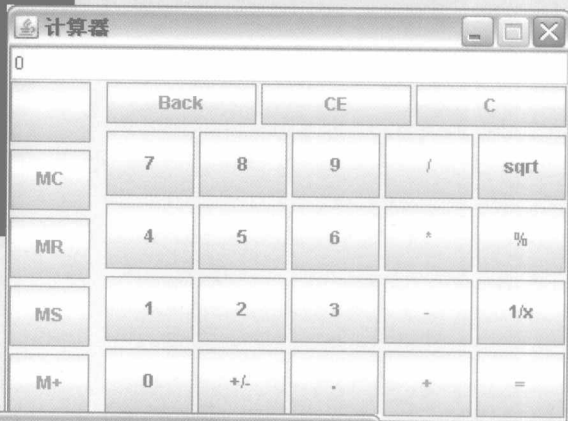 计算器
0
Back CE C
MC 7 8 9 / sqrt
MR 4 5 6 * %
MS 1 2 3 - 1/x
M+ 0 +/- . + =